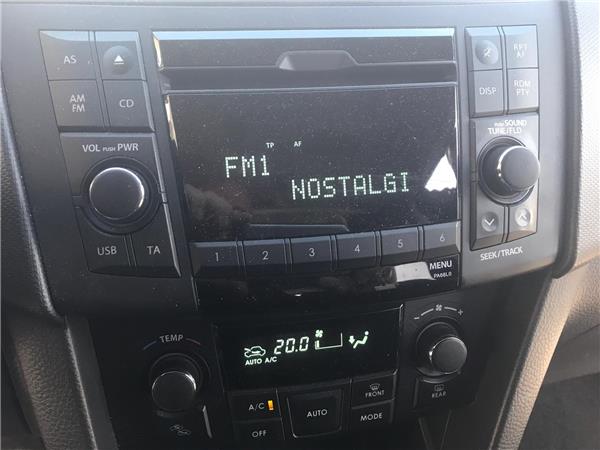 AS
RPT
AF
AM
FM
CD
DISP
RDM
PTY
VOL PUSH PWR
PUSH SOUND
TUNE/FLD
TP AF
FM1
NOSTALGI
USB
TA
1 2 3 4 5 6
SEEK/TRACK
MENU
PA68L0
TEMP
20.0
AUTO A/C
A/C
AUTO
FRONT
REAR
OFF
MODE